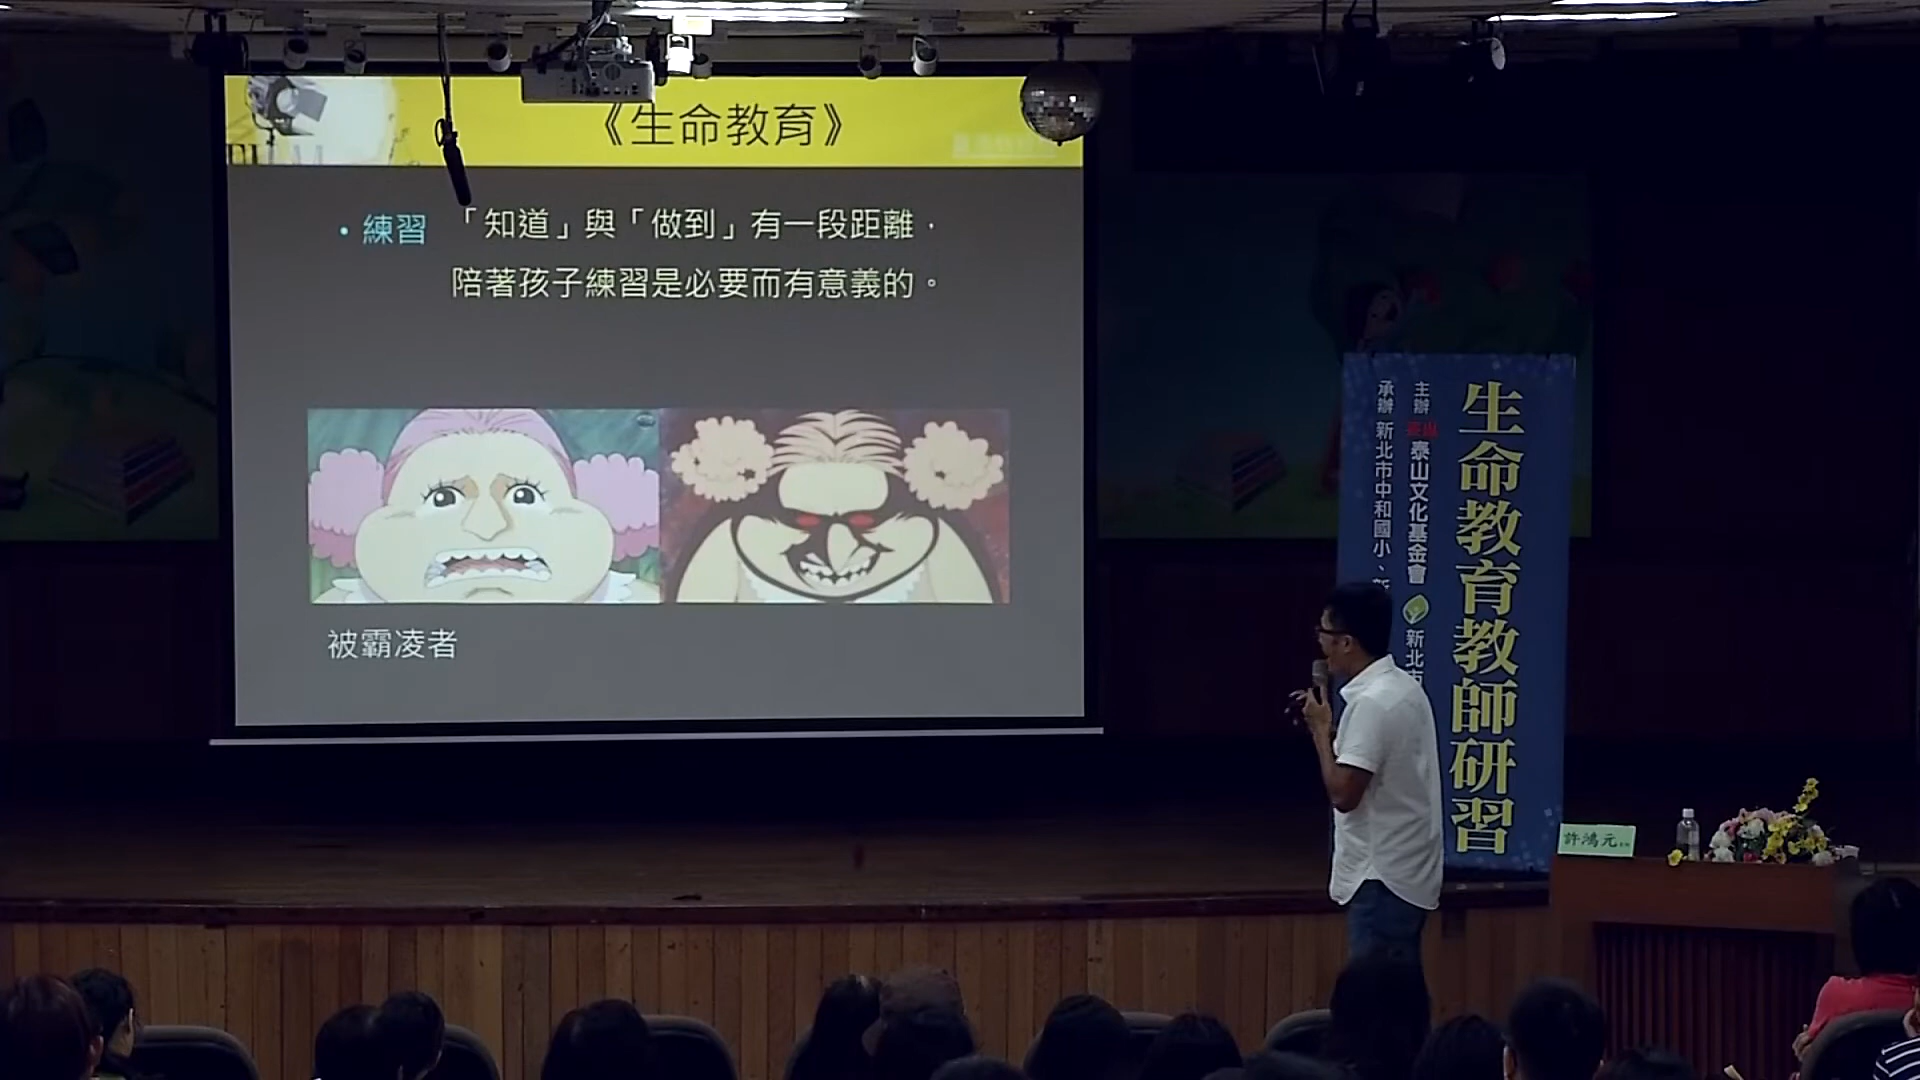 《生命教育》
•練習 「知道」與「做到」有一段距離，
陪著孩子練習是必要而有意義的。
被霸凌者
生命教育教師研習
主辦 泰山 泰山文化基金會 新北市
承辦 新北市中和國小、新
許鴻元